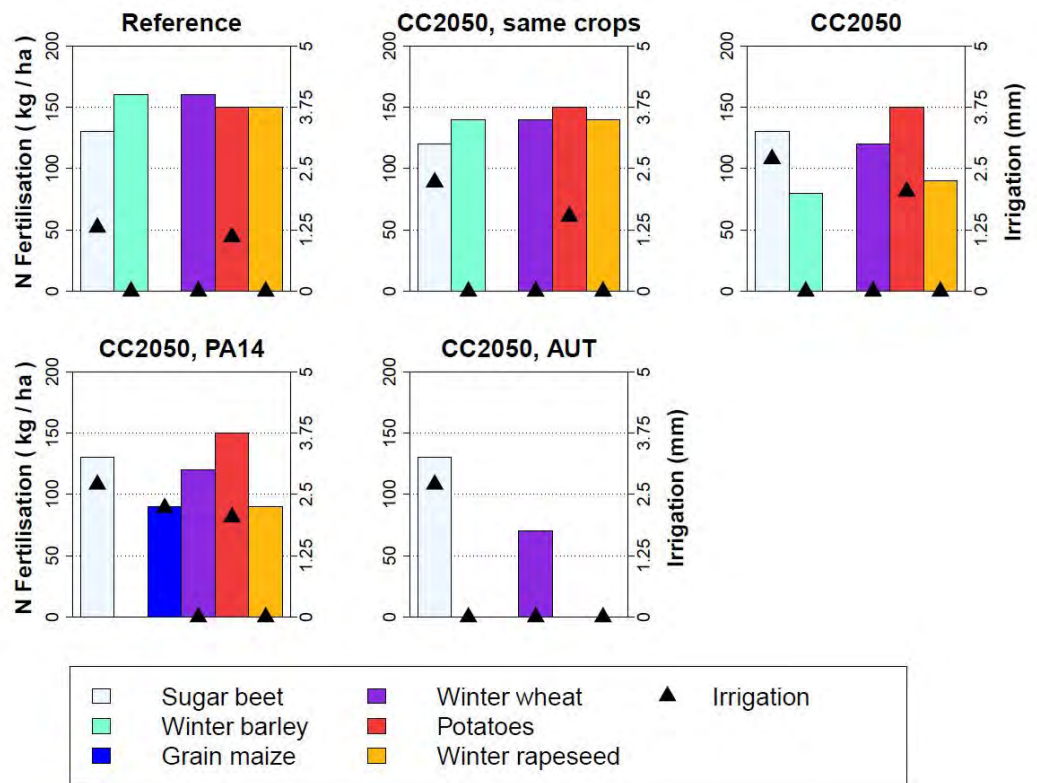 Reference
CC2050, same crops
CC2050
N Fertilisation ( kg / ha )
0 50 100 150 200
0 1.25 2.5 3.75 5
0 50 100 150 200
0 1.25 2.5 3.75 5
0 50 100 150 200
0 1.25 2.5 3.75 5
Irrigation (mm)
CC2050, PA14
CC2050, AUT
N Fertilisation ( kg / ha )
0 50 100 150 200
0 1.25 2.5 3.75 5
0 50 100 150 200
0 1.25 2.5 3.75 5
Irrigation (mm)
Sugar beet
Winter barley
Grain maize
Winter wheat
Potatoes
Winter rapeseed
Irrigation